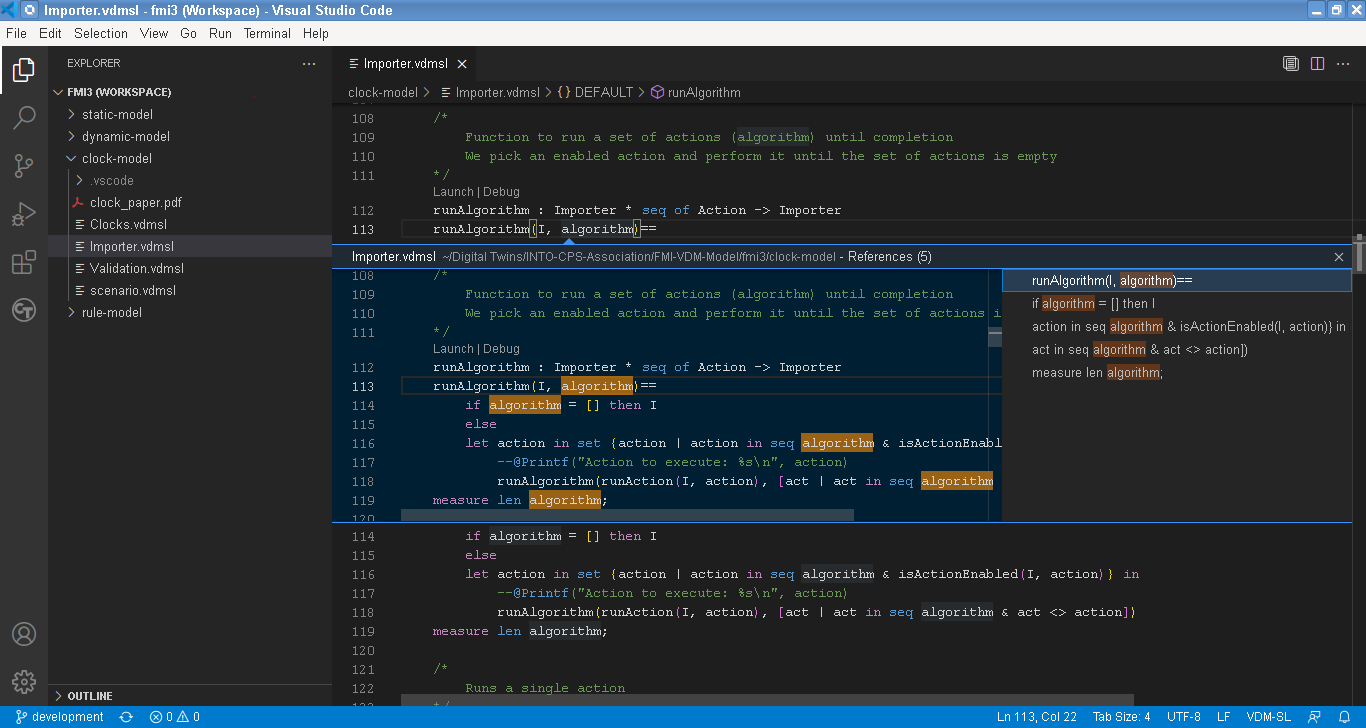 Importer.vdmsl - fmi3 (Workspace) - Visual Studio Code
File Edit Selection View Go Run Terminal Help
EXPLORER
FMI3 (WORKSPACE)
static-model
dynamic-model
clock-model
.vscode
clock_paper.pdf
Clocks.vdmsl
Importer.vdmsl
Validation.vdmsl
scenario.vdmsl
rule-model
OUTLINE
Importer.vdmsl
clock-model > Importer.vdmsl > {} DEFAULT > runAlgorithm
108 /*
109 Function to run a set of actions (algorithm) until completion
110 We pick an enabled action and perform it until the set of actions is empty
111 */
Launch | Debug
112 runAlgorithm : Importer * seq of Action -> Importer
113 runAlgorithm(I, algorithm)==
Importer.vdmsl ~/Digital Twins/INTO-CPS-Association/FMI-VDM-Model/fmi3/clock-model - References (5)
108 /*
109 Function to run a set of actions (algorithm) until completion
110 We pick an enabled action and perform it until the set of actions i
111 */
Launch | Debug
112 runAlgorithm : Importer * seq of Action -> Importer
113 runAlgorithm(I, algorithm)==
114 if algorithm = [] then I
115 else
116 let action in set {action | action in seq algorithm & isActionEnabl
117 --@Printf("Action to execute: %s\n", action)
118 runAlgorithm(runAction(I, action), [act | act in seq algorithm
119 measure len algorithm;
120
runAlgorithm(I, algorithm)==
if algorithm = [] then I
action in seq algorithm & isActionEnabled(I, action)} in
act in seq algorithm & act <> action])
measure len algorithm;
114 if algorithm = [] then I
115 else
116 let action in set {action | action in seq algorithm & isActionEnabled(I, action)} in
117 --@Printf("Action to execute: %s\n", action)
118 runAlgorithm(runAction(I, action), [act | act in seq algorithm & act <> action])
119 measure len algorithm;
120
121 /*
122 Runs a single action
development 0 0 Ln 113, Col 22 Tab Size: 4 UTF-8 LF VDM-SL